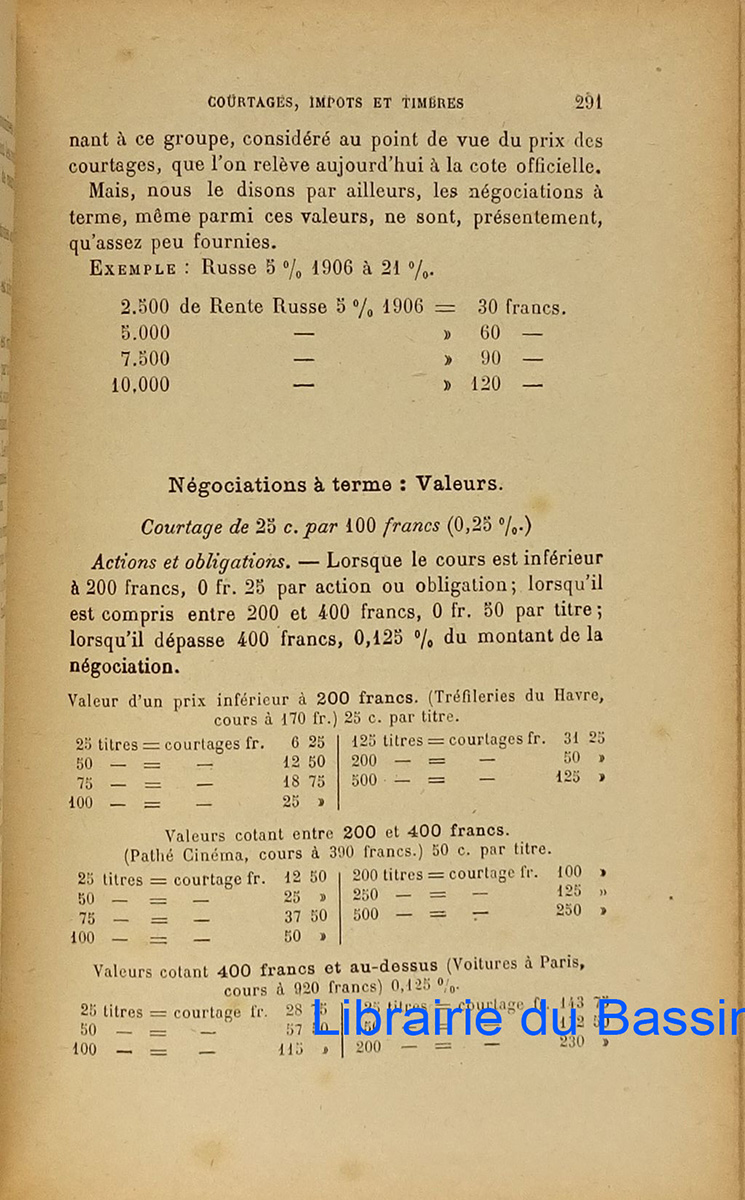 COURTAGES, IMPOTS ET TIMBRES 291
nant à ce groupe, considéré au point de vue du prix des
courtages, que l'on relève aujourd'hui à la cote officielle.
Mais, nous le disons par ailleurs, les négociations à
terme, même parmi ces valeurs, ne sont, présentement,
qu'assez peu fournies.
EXEMPLE : Russe 5 % 1906 à 21 %.
2.500 de Rente Russe 5 % 1906 = 30 francs.
5.000 — » 60 —
7.500 — » 90 —
10.000 — » 120 —
Négociations à terme : Valeurs.
Courtage de 25 c. par 100 francs (0,25 %.)
Actions et obligations. — Lorsque le cours est inférieur
à 200 francs, 0 fr. 25 par action ou obligation; lorsqu'il
est compris entre 200 et 400 francs, 0 fr. 50 par titre;
lorsqu'il dépasse 400 francs, 0,125 % du montant de la
négociation.
Valeur d'un prix inférieur à 200 francs. (Tréfileries du Havre,
cours à 170 fr.) 25 c. par titre.
25 titres = courtages fr. 6 25 125 titres = courtages fr. 31 25
50 — = — 12 50 200 — = — 50 »
75 — = — 18 75 500 — = — 125 »
100 — = — 25 »
Valeurs cotant entre 200 et 400 francs.
(Pathé Cinéma, cours à 390 francs.) 50 c. par titre.
25 titres = courtage fr. 12 50 200 titres = courtage fr. 100 »
50 — = — 25 » 250 — = — 125 »
75 — = — 37 50 500 — = — 250 »
100 — = — 50 »
Valeurs cotant 400 francs et au-dessus (Voitures à Paris,
cours à 920 francs) 0,125 %.
25 titres = courtage fr. 28 75 titres = courtage fr. 143
50 — = — 57 50
100 — = — 115 » 200 — = — 230 »
Librairie du Bassin